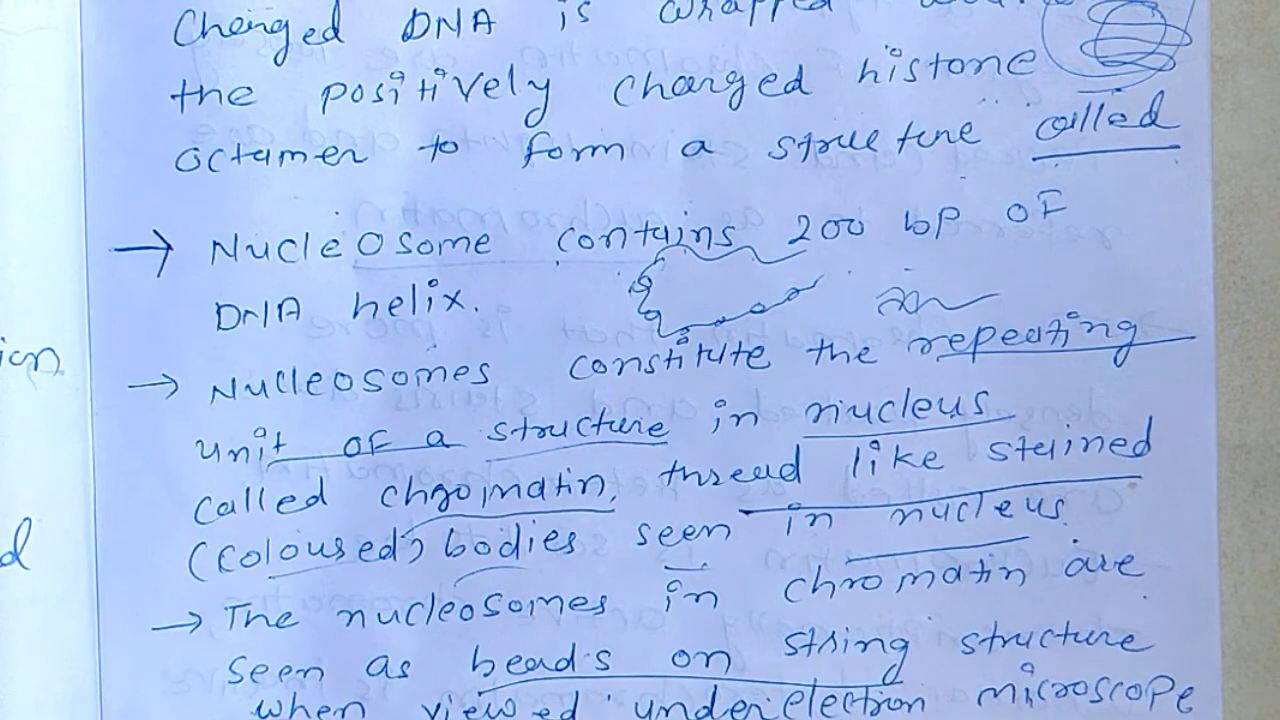 Charged DNA is wrapped
the positively charged histone
octamer to form a structure called
→ Nucleosome contains 200 bp of
DNA helix.
→ Nucleosomes constitute the repeating
unit of a structure in nucleus
called chromatin, thread like stained
(coloured) bodies seen in nucleus
→ The nucleosomes in chromatin are
seen as beads on string structure
when viewed under electron microscope